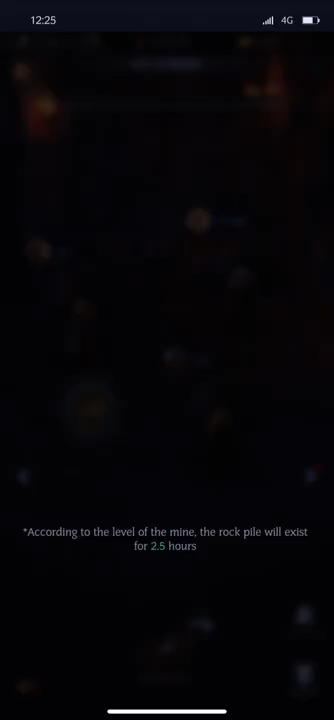 12:25
4G
*According to the level of the mine, the rock pile will exist
for 2.5 hours